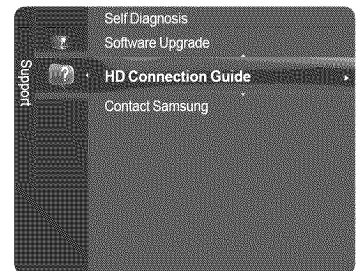 Support
Self Diagnosis
Software Upgrade
HD Connection Guide
Contact Samsung